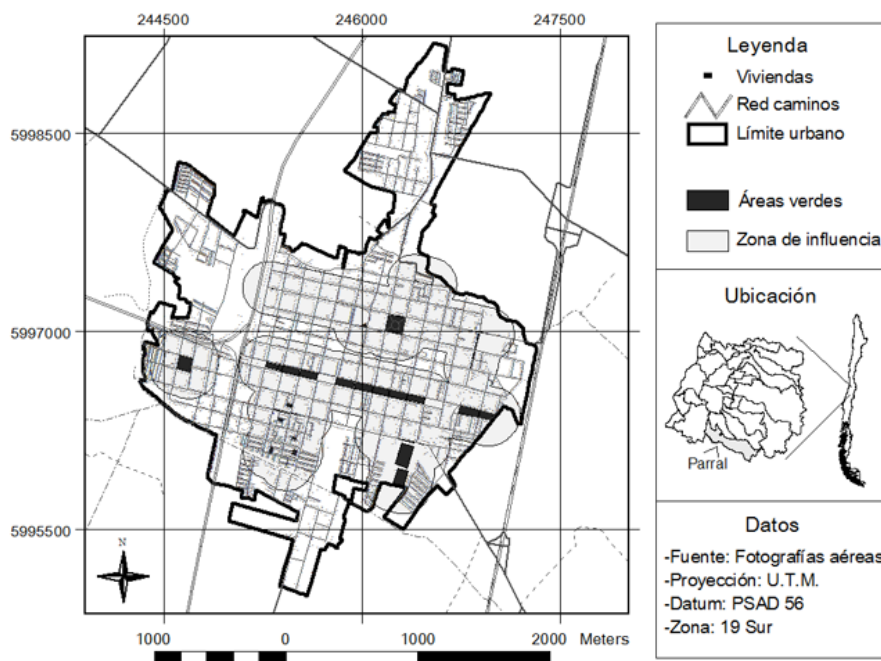 244500 246000 247500
5998500
5997000
5995500
N
1000 0 1000 2000 Meters
Leyenda
Viviendas
Red caminos
Límite urbano
Áreas verdes
Zona de influencia
Ubicación
Parral
Datos
-Fuente: Fotografías aéreas
-Proyección: U.T.M.
-Datum: PSAD 56
-Zona: 19 Sur